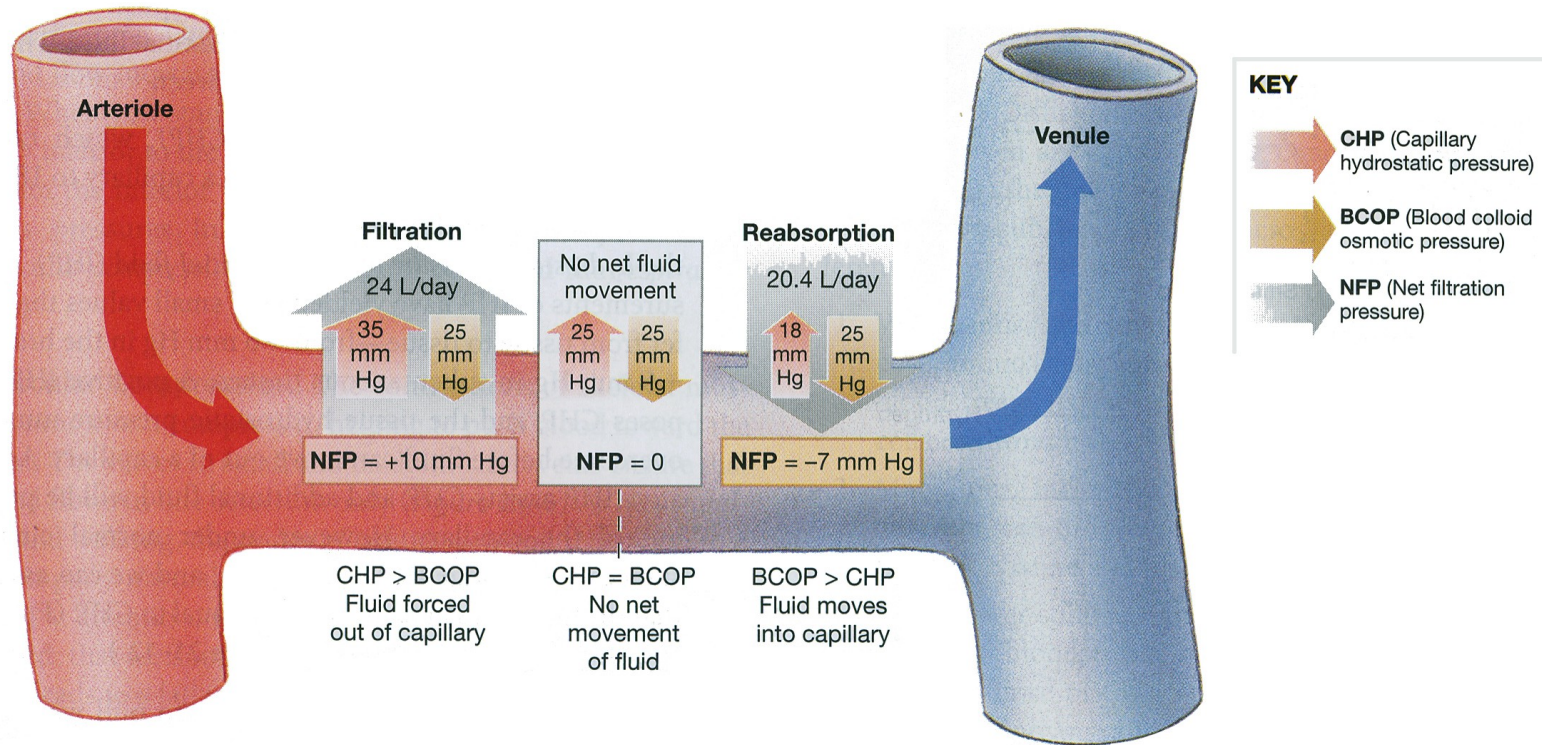 Arteriole
Venule
Filtration
24 L/day
35
mm
Hg
25
mm
Hg
NFP = +10 mm Hg
CHP > BCOP
Fluid forced
out of capillary
No net fluid
movement
25
mm
Hg
25
mm
Hg
NFP = 0
CHP = BCOP
No net
movement
of fluid
Reabsorption
20.4 L/day
18
mm
Hg
25
mm
Hg
NFP = –7 mm Hg
BCOP > CHP
Fluid moves
into capillary
KEY
CHP (Capillary
hydrostatic pressure)
BCOP (Blood colloid
osmotic pressure)
NFP (Net filtration
pressure)